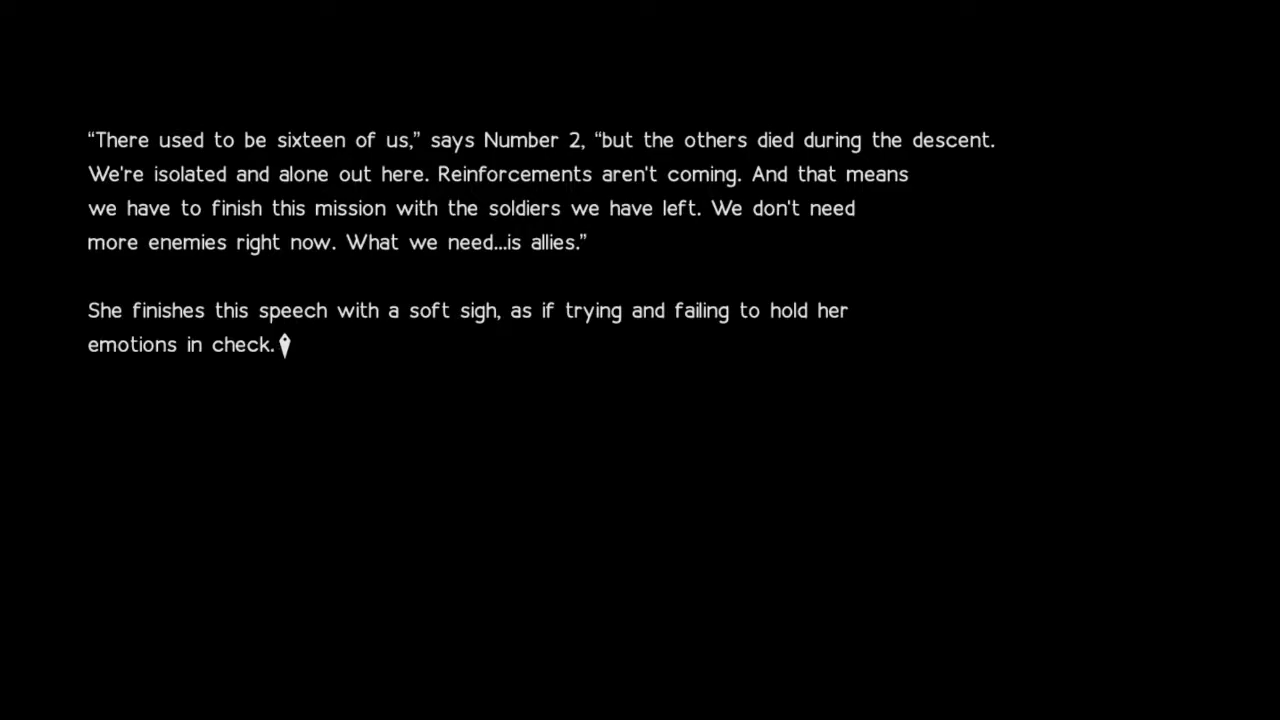 “There used to be sixteen of us,” says Number 2, “but the others died during the descent.
We're isolated and alone out here. Reinforcements aren't coming. And that means
we have to finish this mission with the soldiers we have left. We don't need
more enemies right now. What we need...is allies.”
She finishes this speech with a soft sigh, as if trying and failing to hold her
emotions in check.